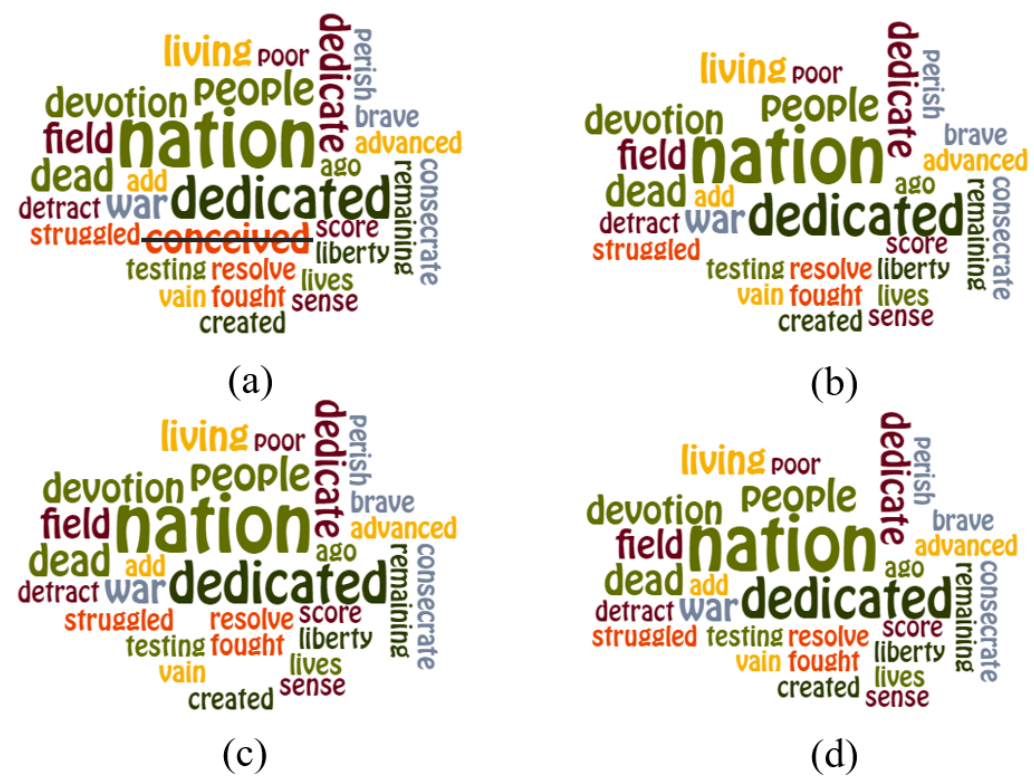 living poor dedicate perish
devotion people brave
field nation advanced
dead add ago remaining consecrate
detract war dedicated
struggled conceived score
liberty
testing resolve lives
vain fought sense
created
(a)
living poor dedicate perish
devotion people brave
field nation advanced
dead add ago remaining consecrate
detract war dedicated
struggled score
testing resolve liberty
vain fought lives
created sense
(b)
living poor dedicate perish
devotion people brave
field nation advanced
dead add ago remaining consecrate
detract war dedicated
struggled resolve score
testing fought liberty
vain lives
created sense
(c)
living poor dedicate perish
devotion people brave
field nation advanced
dead add ago remaining consecrate
detract war dedicated
struggled testing resolve score
vain fought liberty
created lives
sense
(d)